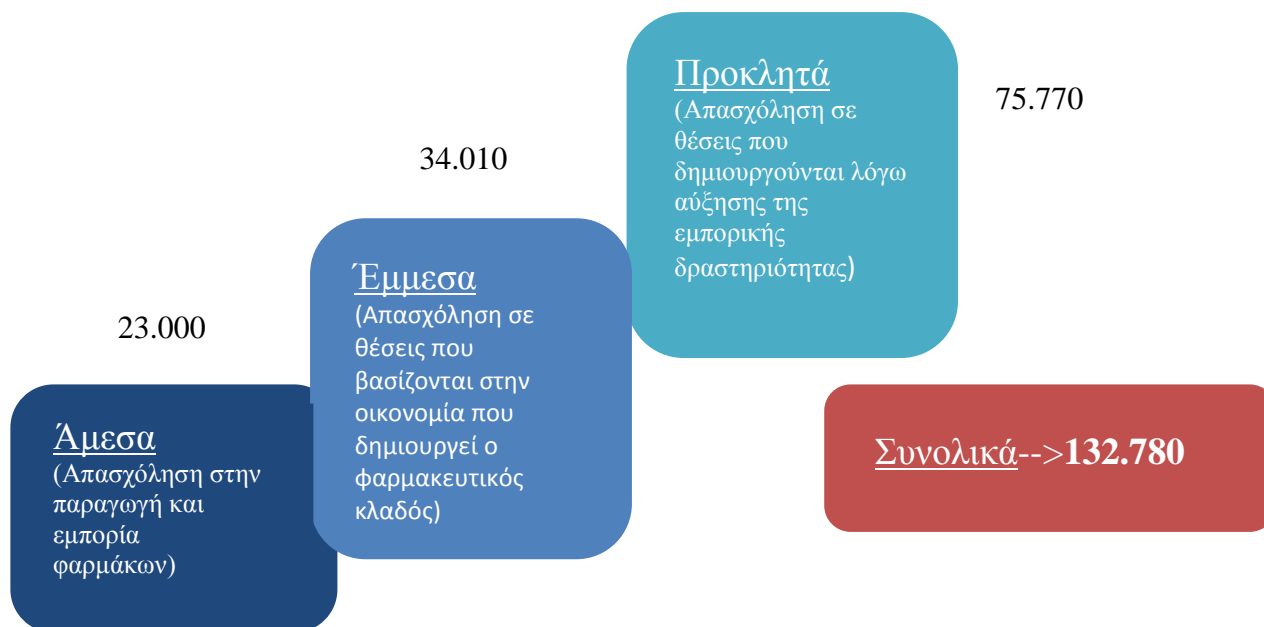 23.000
Άμεσα
(Απασχόληση στην
παραγωγή και
εμπορία
φαρμάκων)
34.010
Έμμεσα
(Απασχόληση σε
θέσεις που
βασίζονται στην
οικονομία που
δημιουργεί ο
φαρμακευτικός
κλαδός)
75.770
Προκλητά
(Απασχόληση σε
θέσεις που
δημιουργούνται λόγω
αύξησης της
εμπορικής
δραστηριότητας)
Συνολικά-->132.780